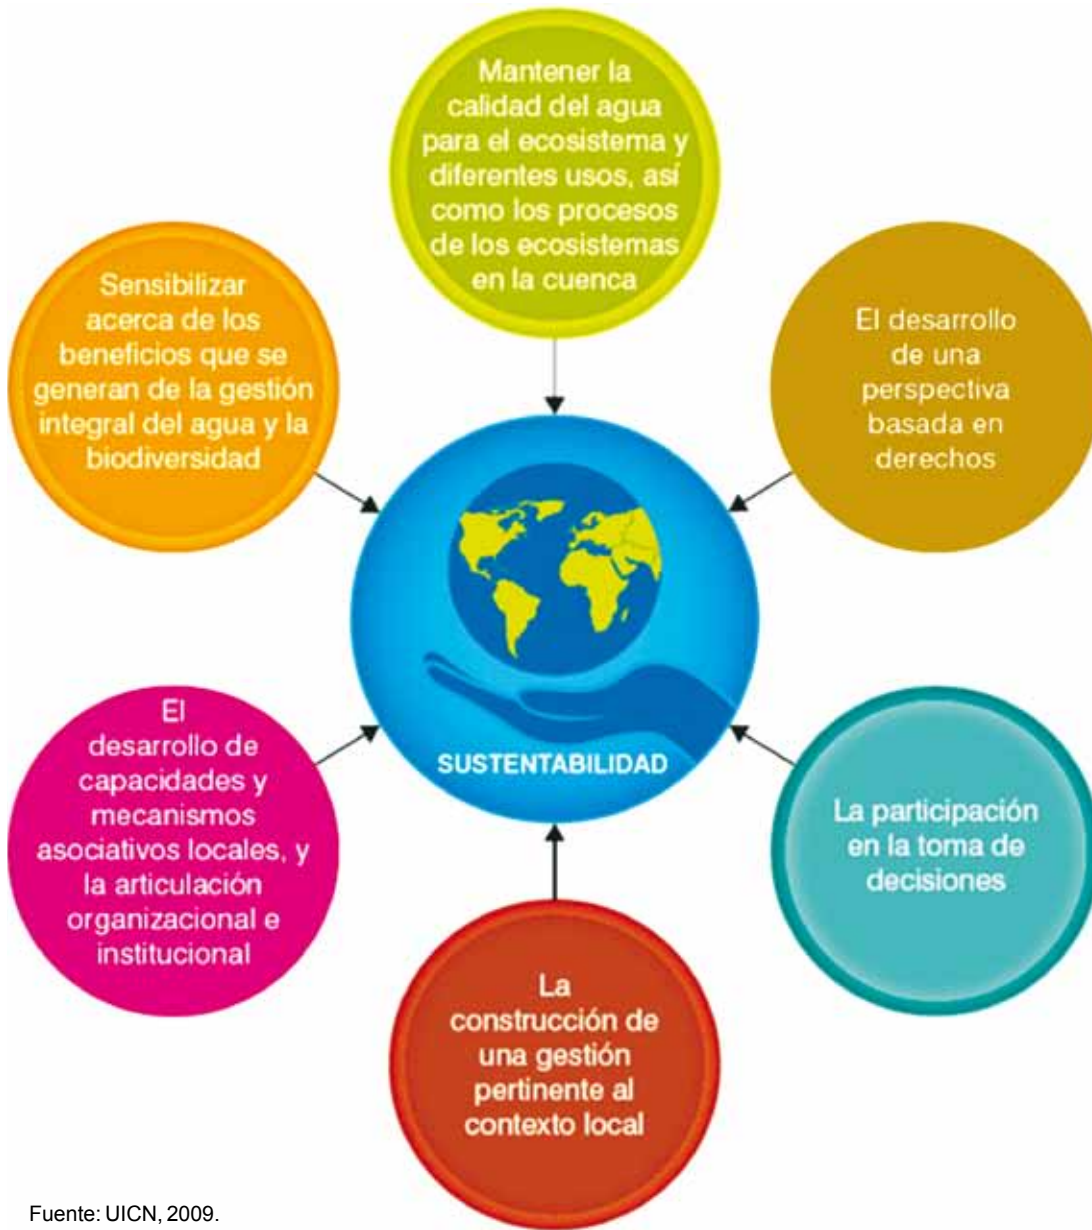 Mantener la
calidad del agua
para el ecosistema y
diferentes usos, así
como los procesos
de los ecosistemas
en la cuenca
Sensibilizar
acerca de los
beneficios que se
generan de la gestión
integral del agua y la
biodiversidad
El desarrollo
de una
perspectiva
basada en
derechos
SUSTENTABILIDAD
El
desarrollo de
capacidades y
mecanismos
asociativos locales, y
la articulación
organizacional e
institucional
La participación
en la toma de
decisiones
La
construcción de
una gestión
pertinente al
contexto local
Fuente: UICN, 2009.